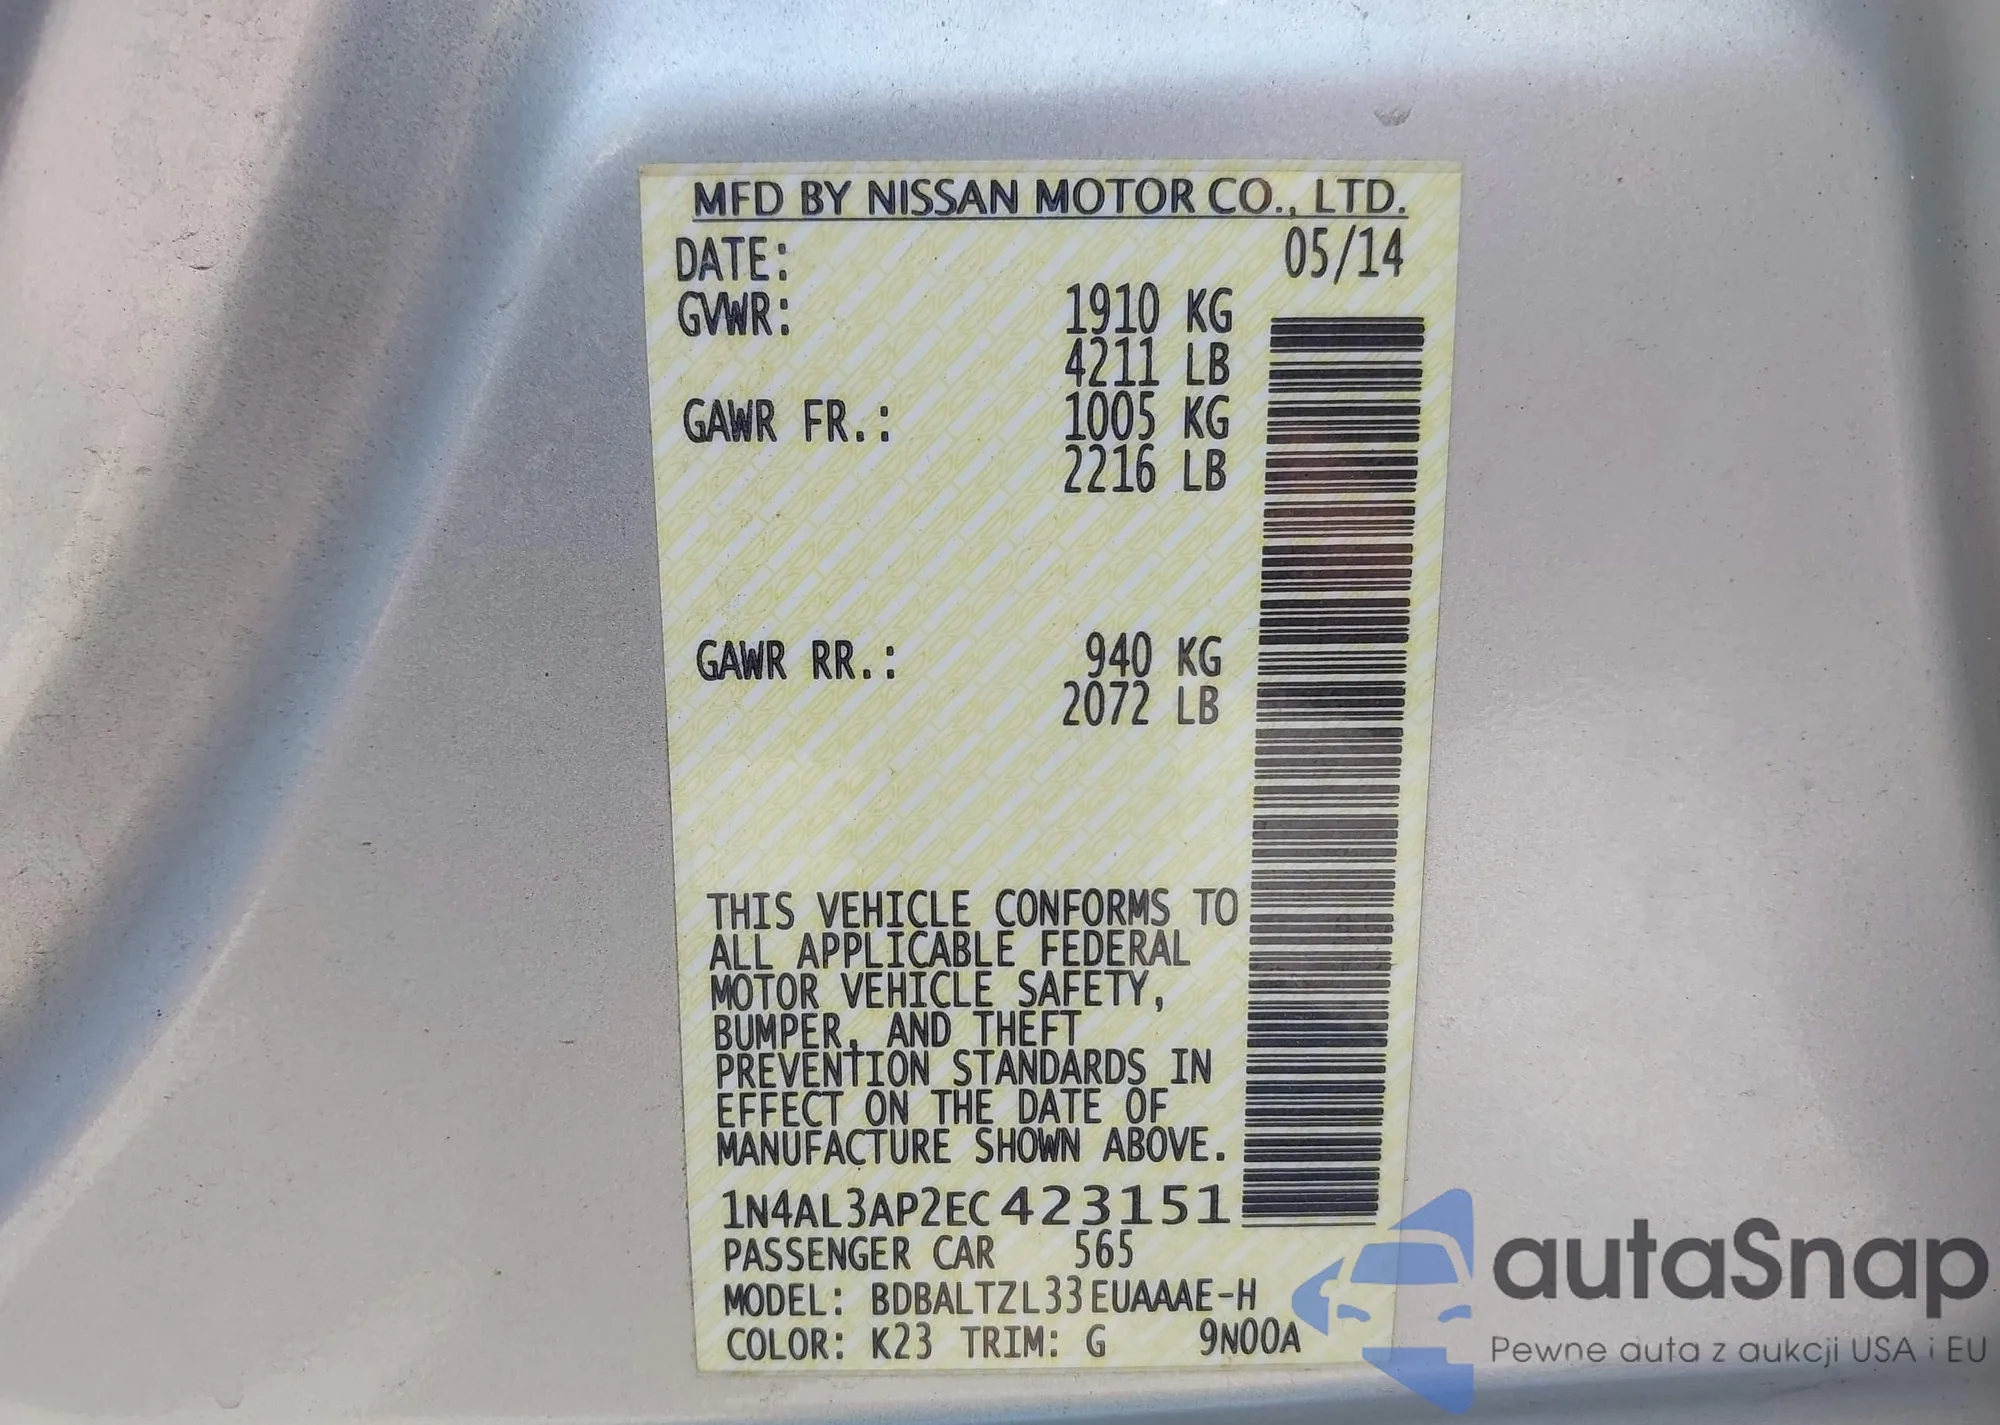 MFD BY NISSAN MOTOR CO., LTD.
DATE: 05/14
GVWR: 1910 KG
4211 LB
GAWR FR.: 1005 KG
2216 LB
GAWR RR.: 940 KG
2072 LB
THIS VEHICLE CONFORMS TO
ALL APPLICABLE FEDERAL
MOTOR VEHICLE SAFETY,
BUMPER, AND THEFT
PREVENTION STANDARDS IN
EFFECT ON THE DATE OF
MANUFACTURE SHOWN ABOVE.
1N4AL3AP2EC423151
PASSENGER CAR 565
MODEL: BDBALTZL33EUAAAE-H
COLOR: K23 TRIM: G 9N00A
autaSnap
Pewne auta z aukcji USA i EU